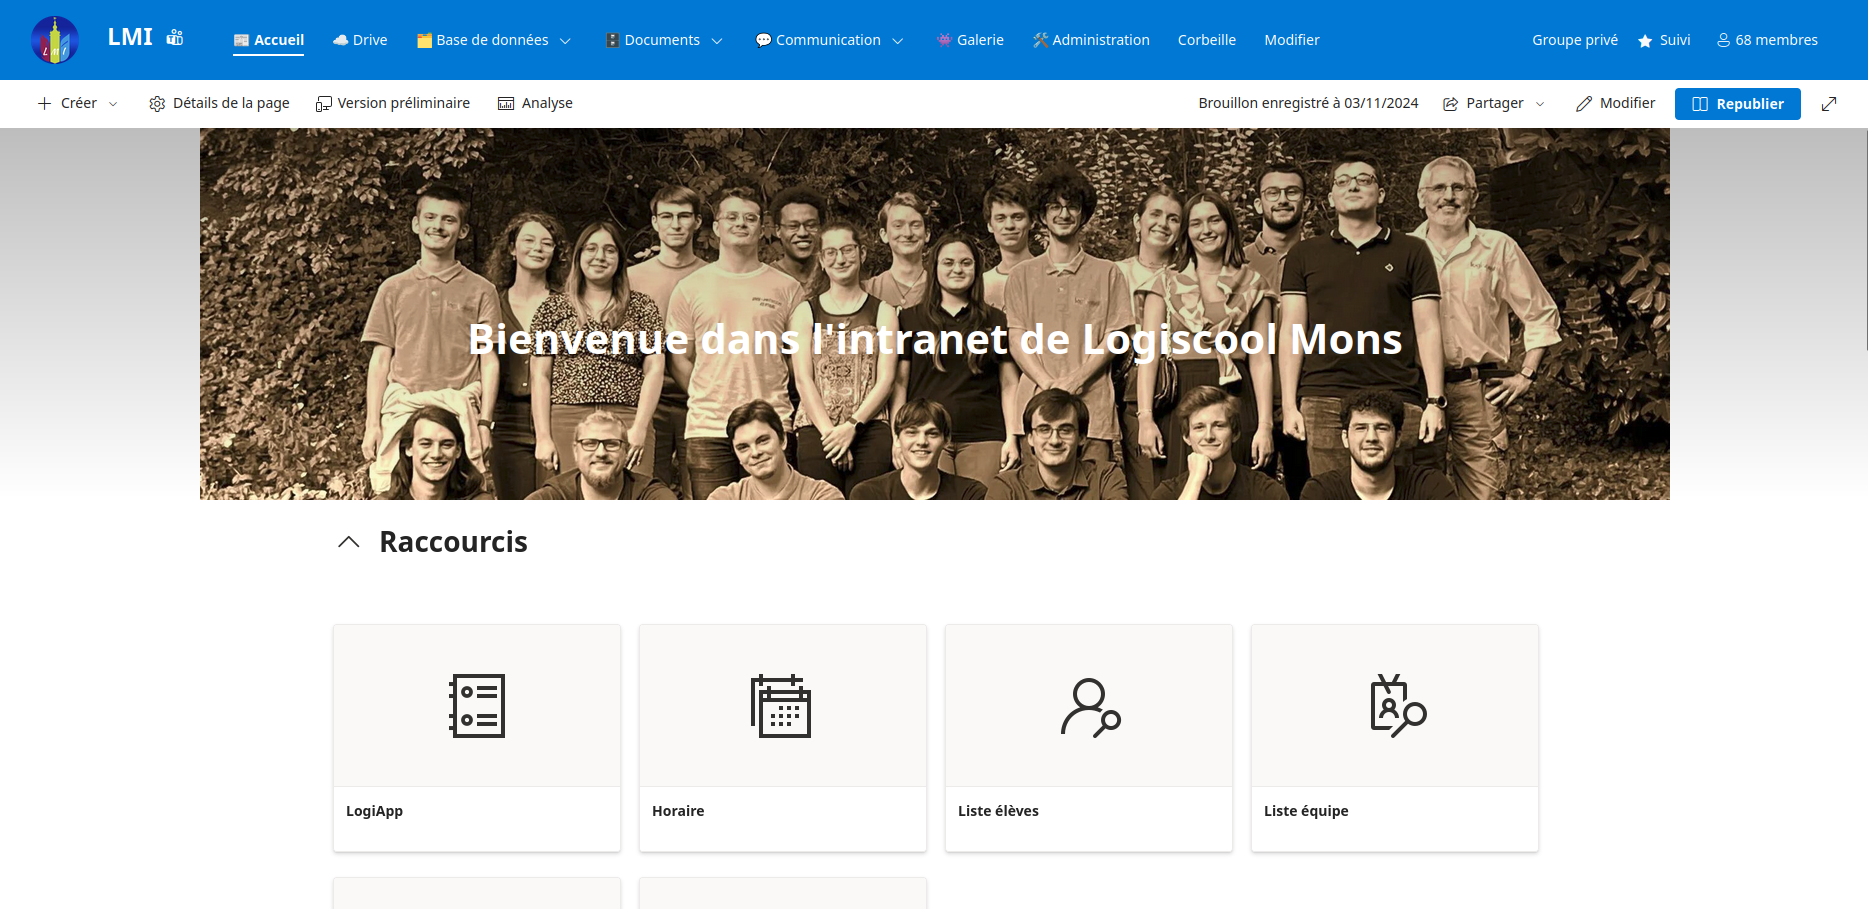 LMI
LMI
Accueil
Drive
Base de données
Documents
Communication
Galerie
Administration
Corbeille
Modifier
Groupe privé
Suivi
68 membres
Créer
Détails de la page
Version préliminaire
Analyse
Brouillon enregistré à 03/11/2024
Partager
Modifier
Republier
Bienvenue dans l'intranet de Logiscool Mons
Raccourcis
LogiApp
Horaire
Liste élèves
Liste équipe